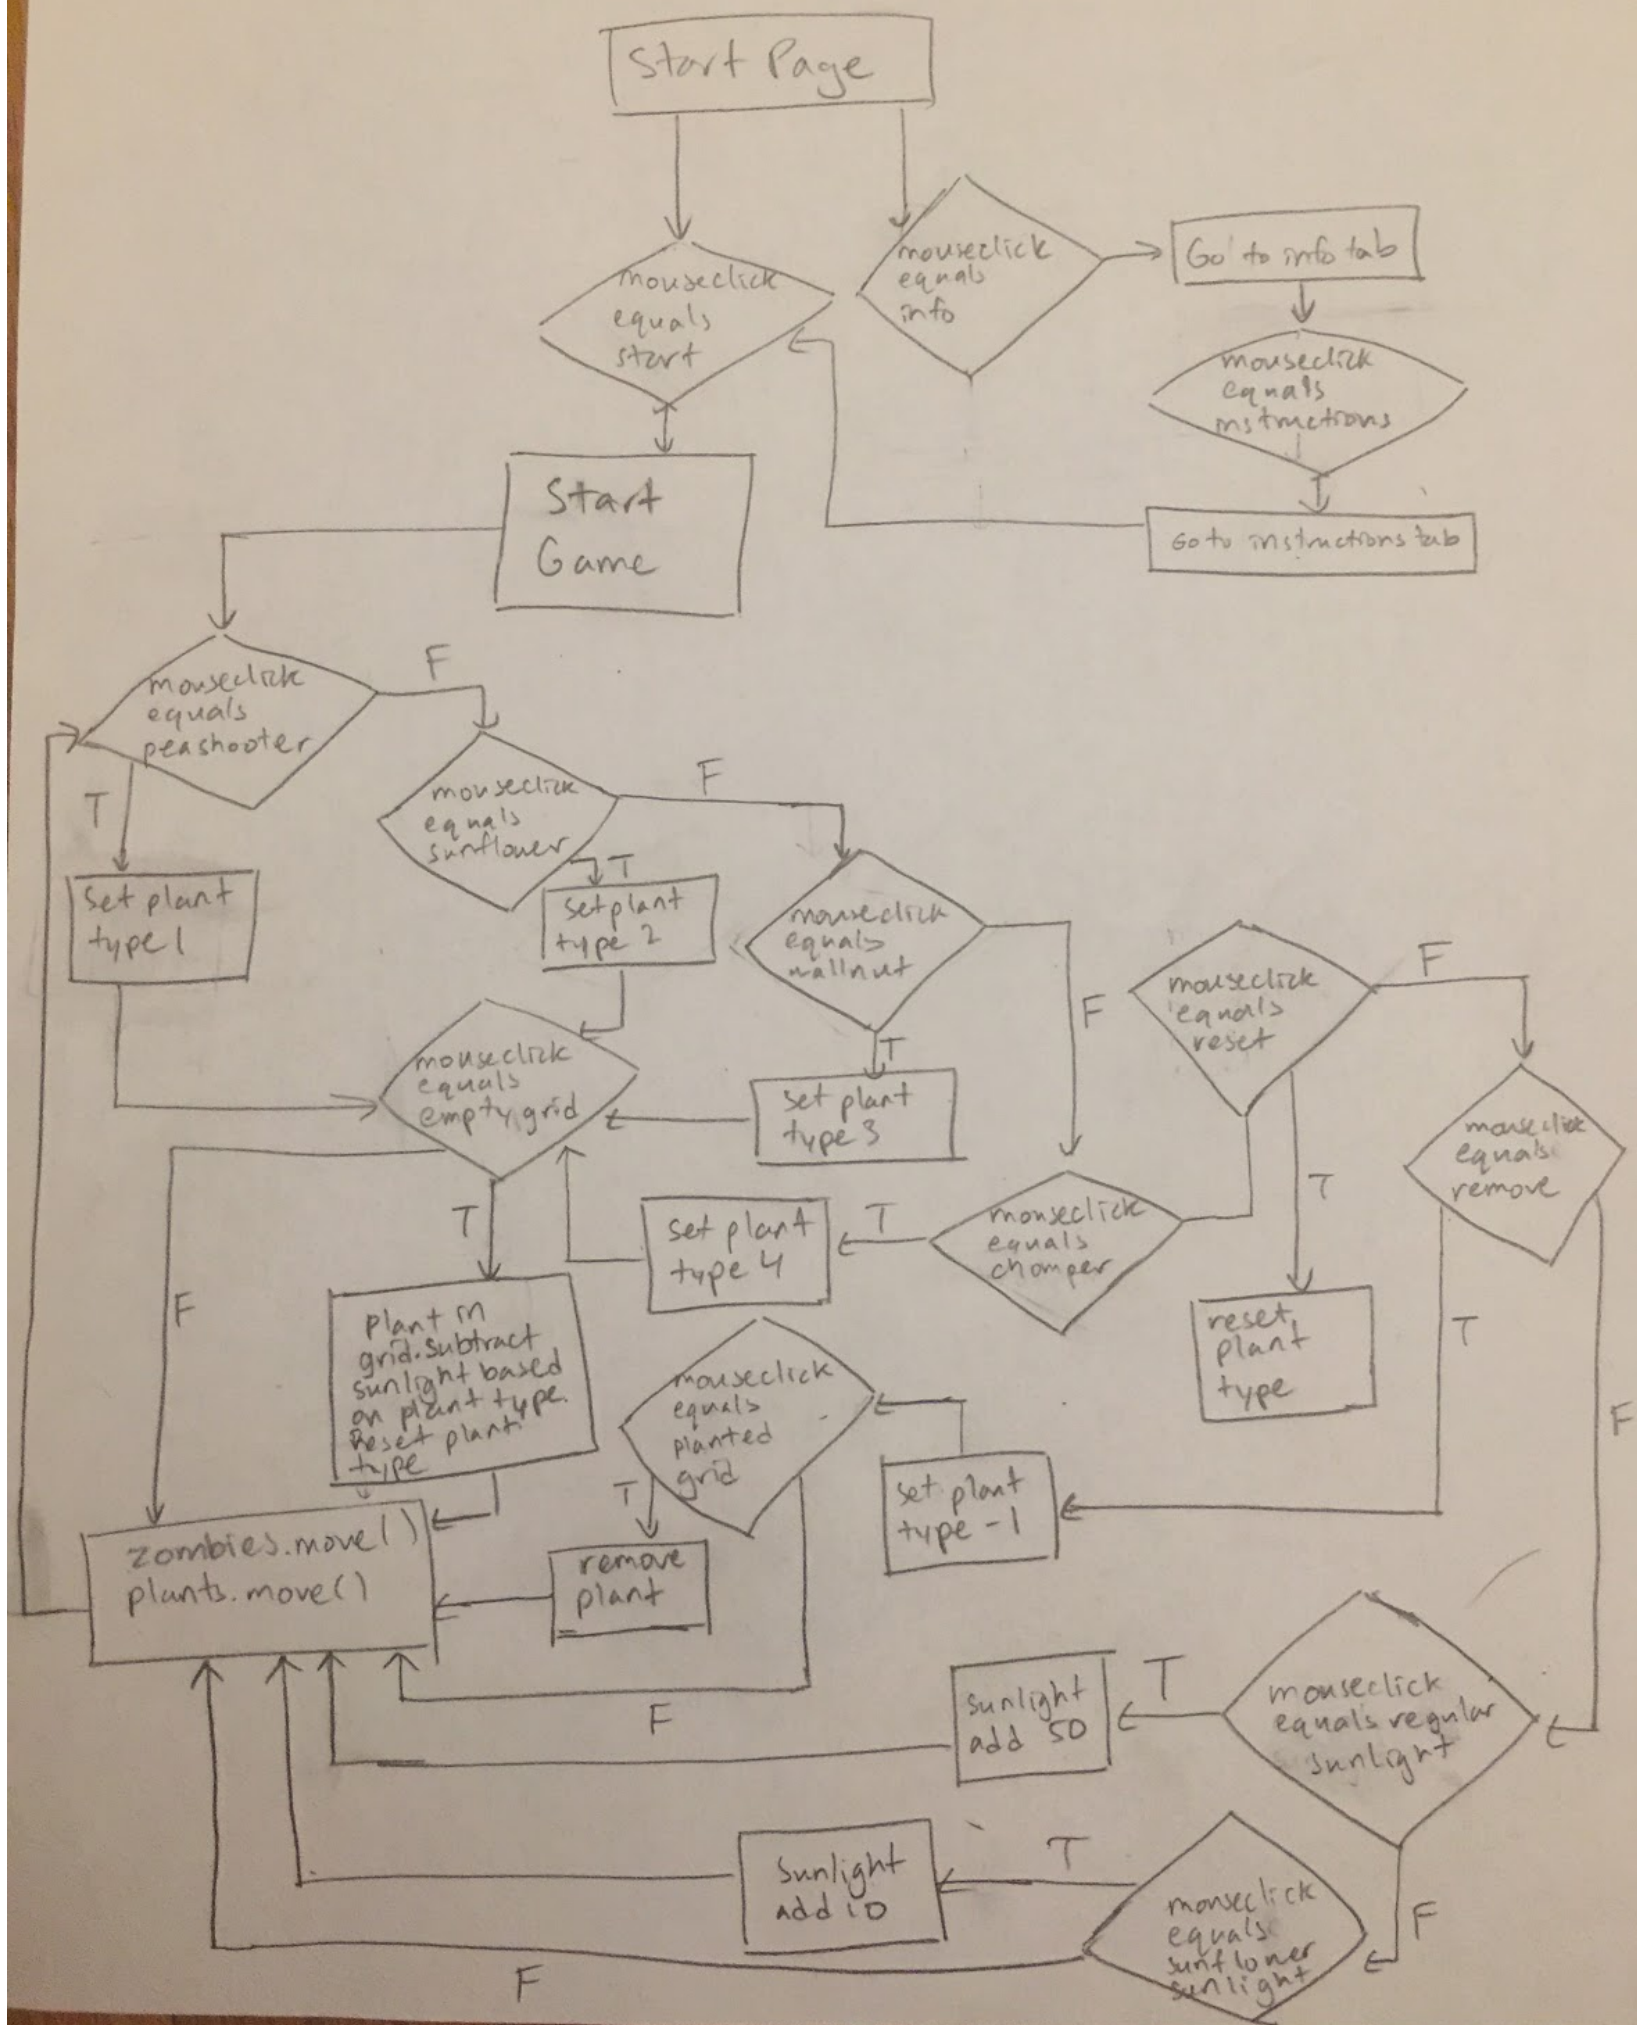 Start Page
mouseclick
equals
start
mouseclick
equals
info
Go to info tab
mouseclick
equals
instructions
Go to instructions tab
Start
Game
mouseclick
equals
peashooter
F
T
set plant
type 1
mouseclick
equals
sunflower
F
T
set plant
type 2
mouseclick
equals
wallnut
F
T
set plant
type 3
mouseclick
equals
empty grid
T
F
mouseclick
equals
chomper
T
set plant
type 4
mouseclick
equals
reset
F
T
reset
plant
type
mouseclick
equals
remove
T
F
plant in
grid. subtract
sunlight based
on plant type.
Reset plant
type
mouseclick
equals
planted
grid
T
F
set plant
type -1
remove
plant
zombies.move()
plants.move()
mouseclick
equals regular
sunlight
T
F
sunlight
add 50
mouseclick
equals
sunflower
sunlight
T
F
sunlight
add 10